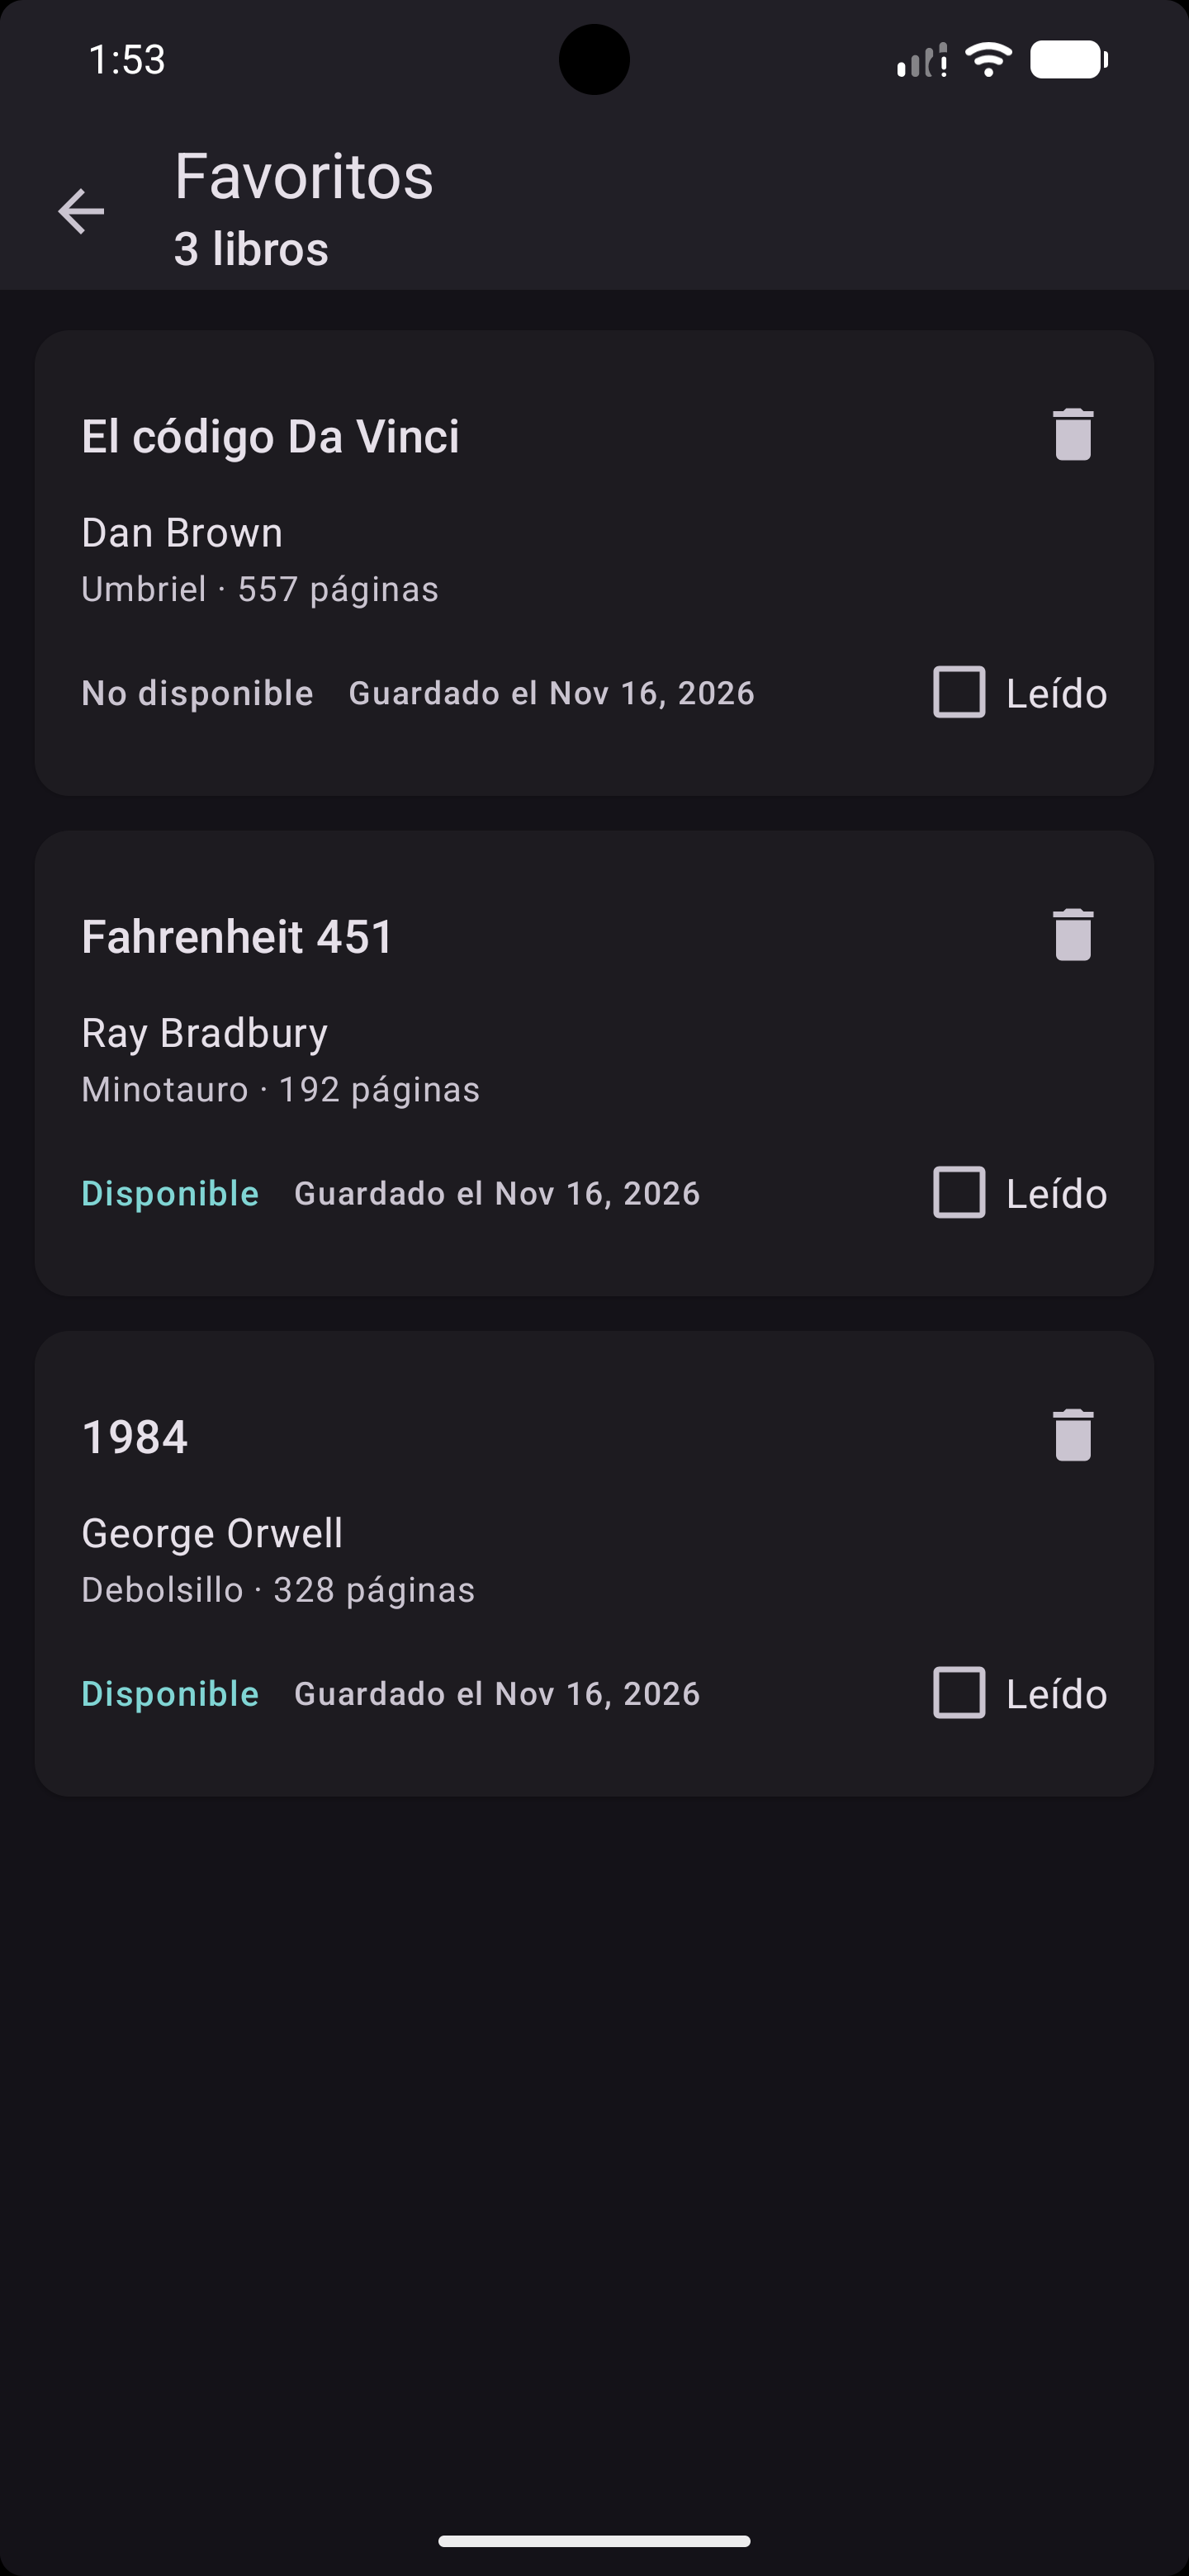 1:53
Favoritos
3 libros
El código Da Vinci
Dan Brown
Umbriel · 557 páginas
No disponible Guardado el Nov 16, 2026 Leído
Fahrenheit 451
Ray Bradbury
Minotauro · 192 páginas
Disponible Guardado el Nov 16, 2026 Leído
1984
George Orwell
Debolsillo · 328 páginas
Disponible Guardado el Nov 16, 2026 Leído